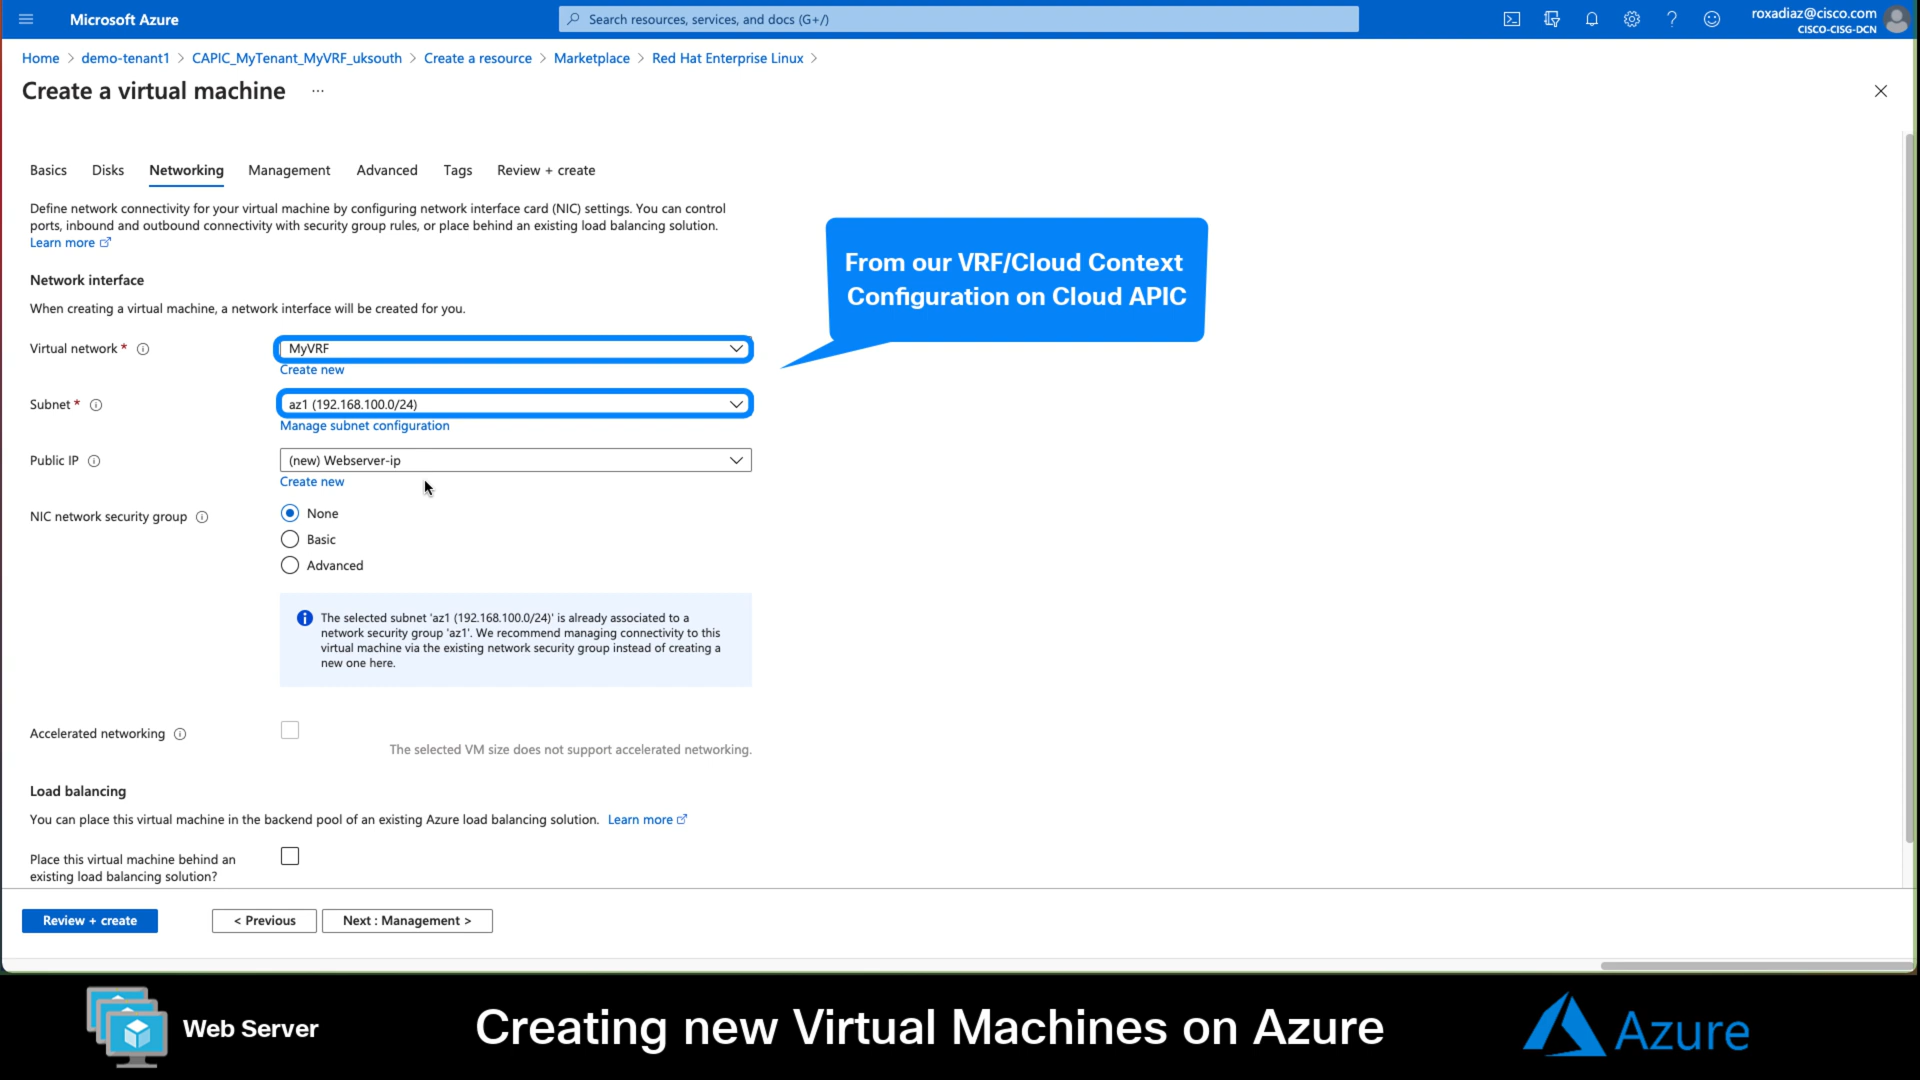 Microsoft Azure
Search resources, services, and docs (G+/)
roxadiaz@cisco.com
CISCO-CISG-DCN
Home > demo-tenant1 > CAPIC_MyTenant_MyVRF_uksouth > Create a resource > Marketplace > Red Hat Enterprise Linux >
Create a virtual machine ...
Basics Disks Networking Management Advanced Tags Review + create
Define network connectivity for your virtual machine by configuring network interface card (NIC) settings. You can control
ports, inbound and outbound connectivity with security group rules, or place behind an existing load balancing solution.
Learn more
From our VRF/Cloud Context
Configuration on Cloud APIC
Network interface
When creating a virtual machine, a network interface will be created for you.
Virtual network *
MyVRF
Create new
Subnet *
az1 (192.168.100.0/24)
Manage subnet configuration
Public IP
(new) Webserver-ip
Create new
NIC network security group
None
Basic
Advanced
The selected subnet 'az1 (192.168.100.0/24)' is already associated to a
network security group 'az1'. We recommend managing connectivity to this
virtual machine via the existing network security group instead of creating a
new one here.
Accelerated networking
The selected VM size does not support accelerated networking.
Load balancing
You can place this virtual machine in the backend pool of an existing Azure load balancing solution. Learn more
Place this virtual machine behind an
existing load balancing solution?
Review + create
< Previous
Next : Management >
Web Server
Creating new Virtual Machines on Azure
Azure